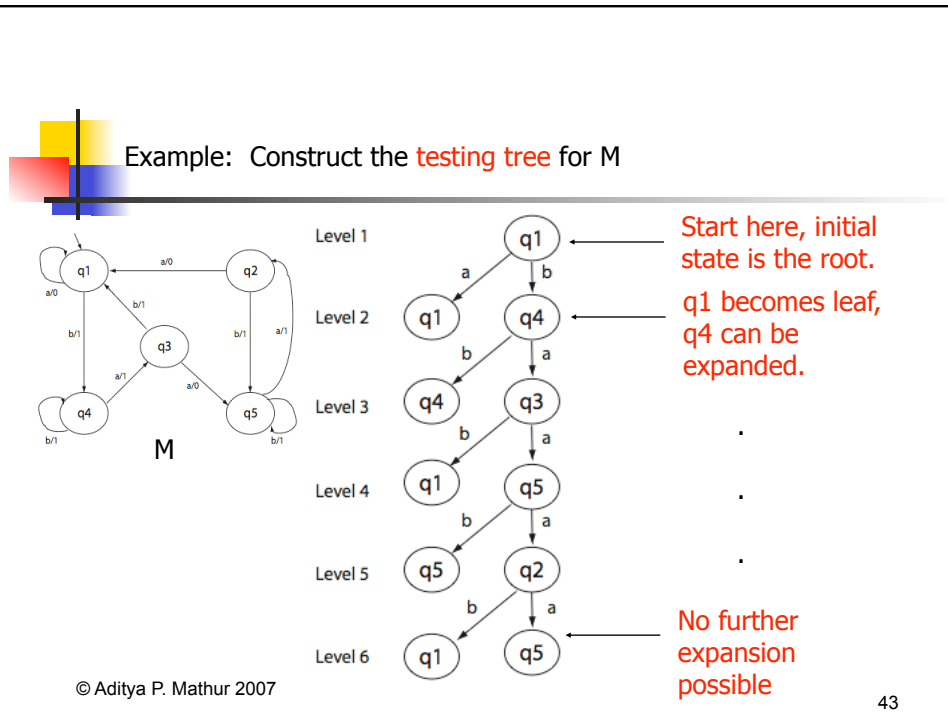 Example: Construct the testing tree for M
q1
q2
q3
q4
q5
a/0
a/0
b/1
b/1
b/1
a/1
a/1
a/0
b/1
b/1
M
Level 1
q1
a
b
Start here, initial
state is the root.
Level 2
q1
q4
b
a
q1 becomes leaf,
q4 can be
expanded.
Level 3
q4
q3
b
a
.
Level 4
q1
q5
b
a
.
Level 5
q5
q2
b
a
.
Level 6
q1
q5
No further
expansion
possible
© Aditya P. Mathur 2007
43